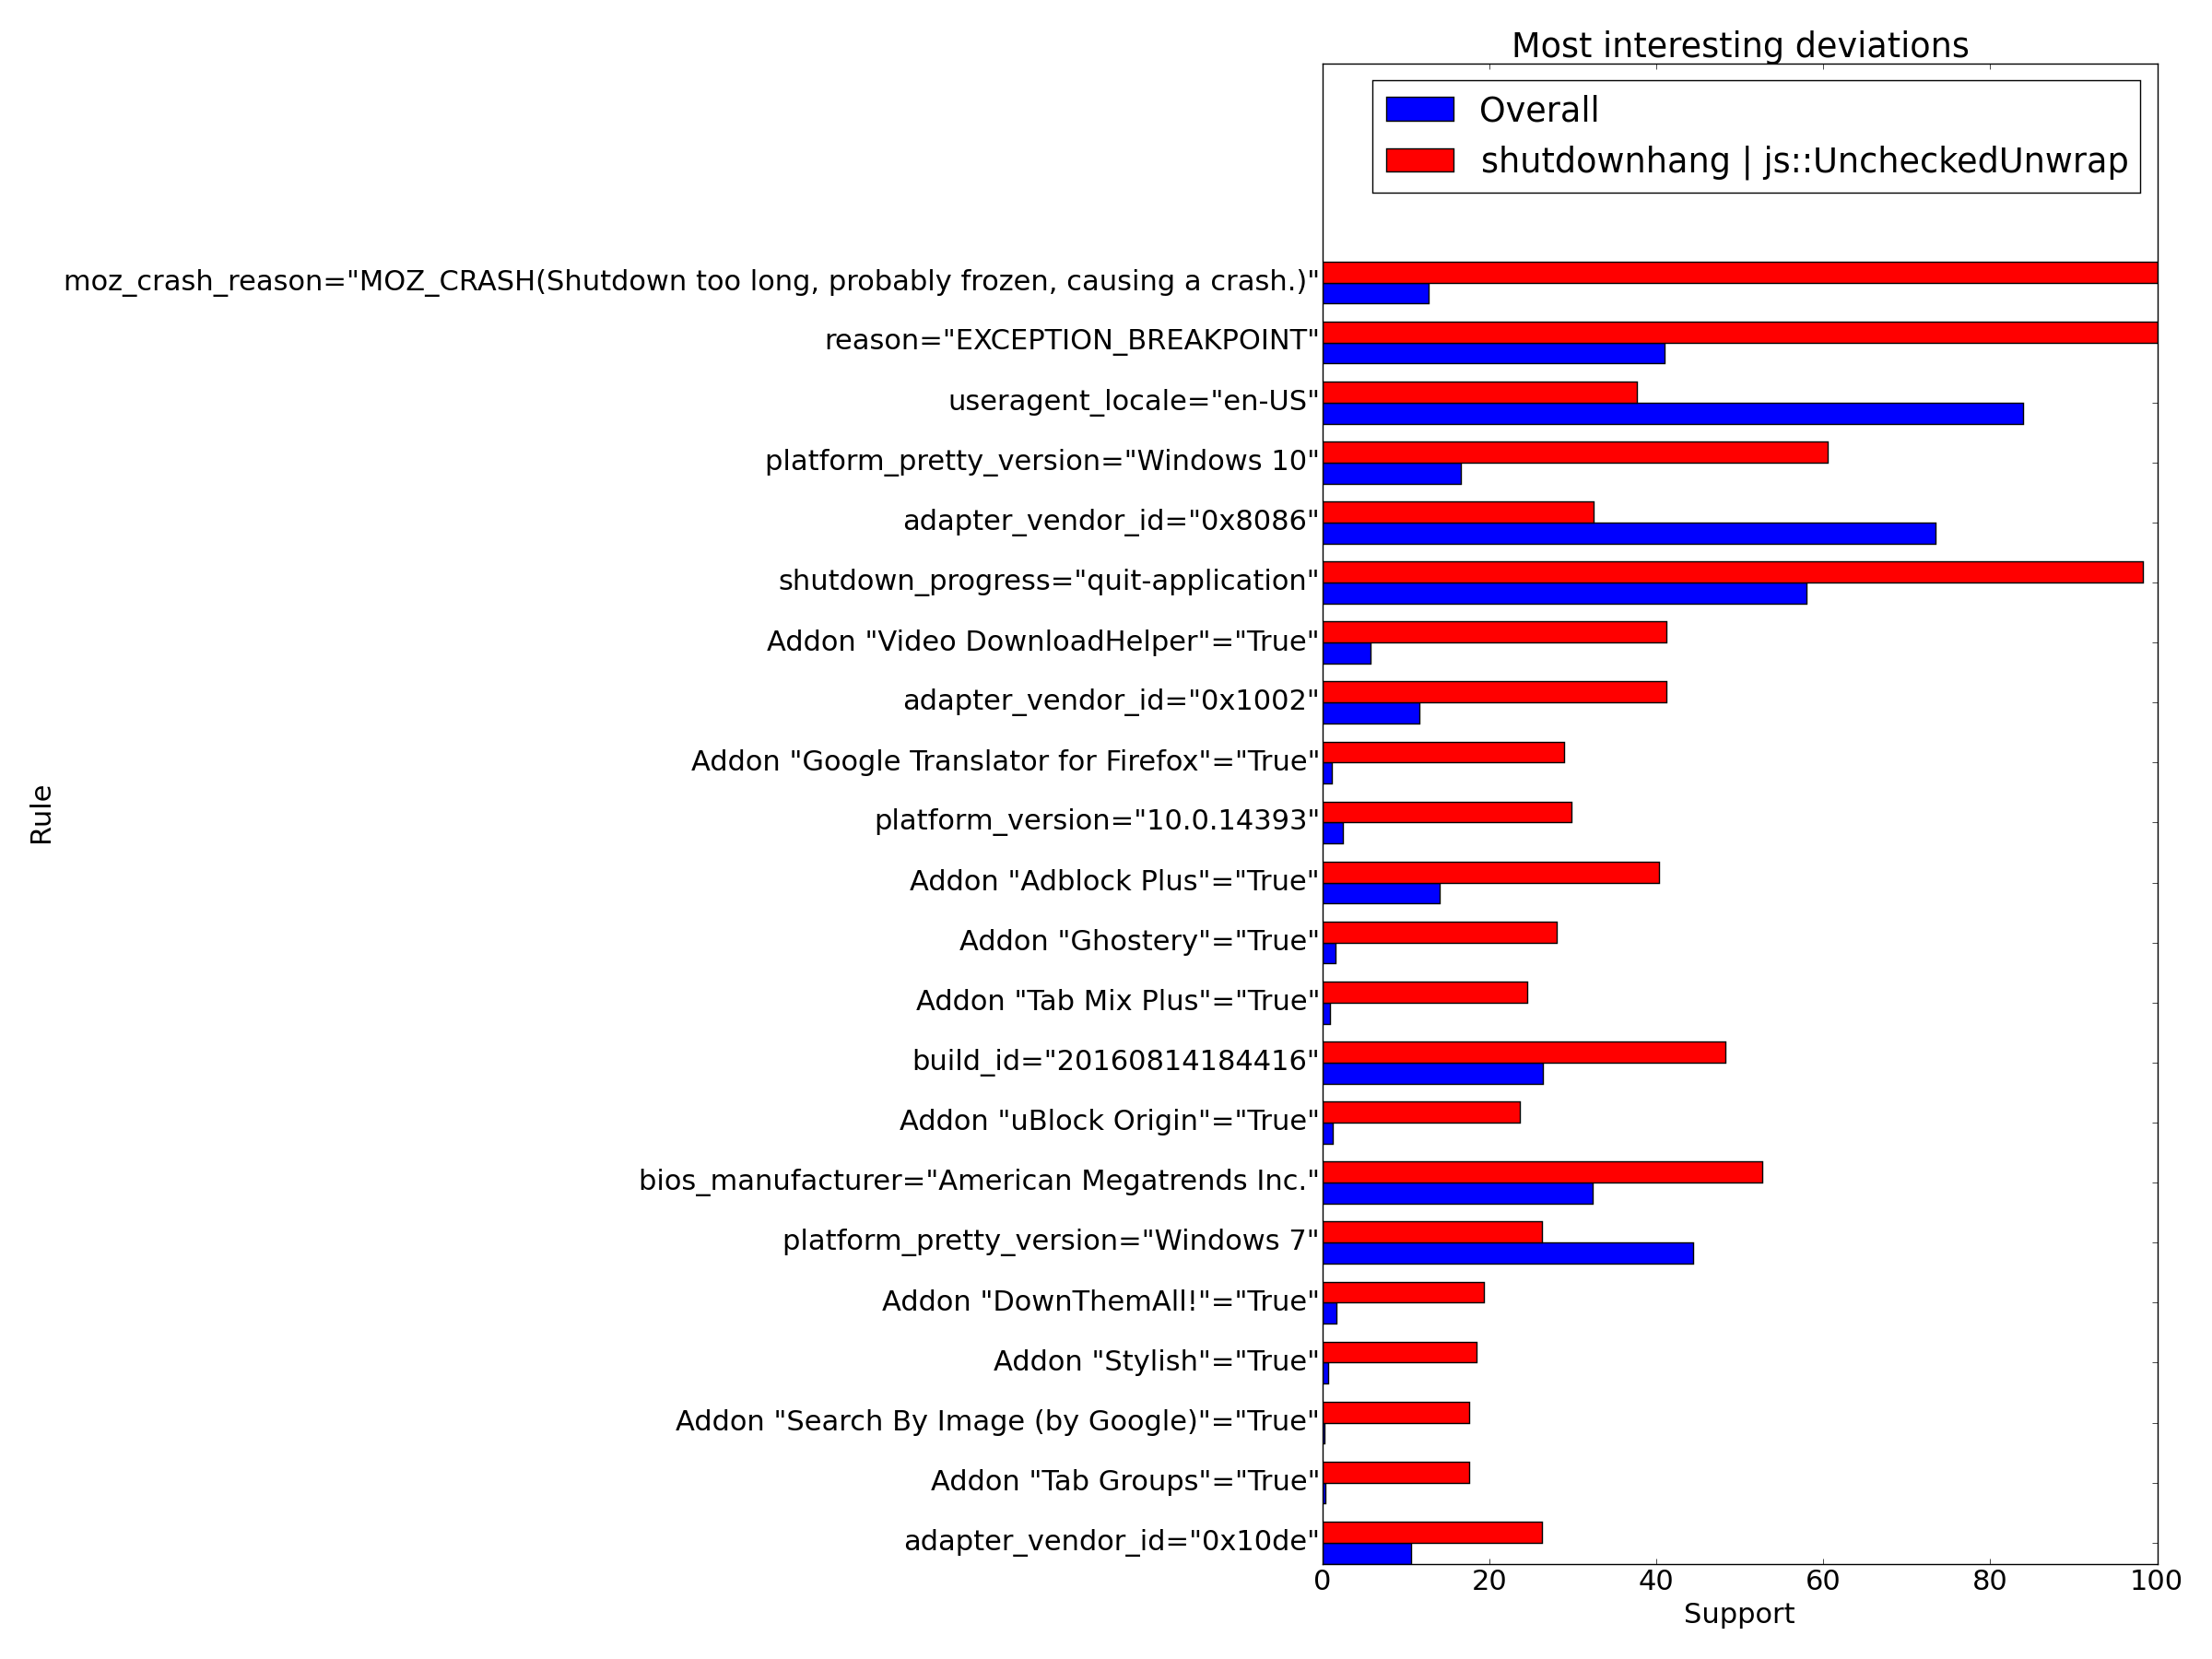 Most interesting deviations
Overall
shutdownhang | js::UncheckedUnwrap
moz_crash_reason="MOZ_CRASH(Shutdown too long, probably frozen, causing a crash.)"
reason="EXCEPTION_BREAKPOINT"
useragent_locale="en-US"
platform_pretty_version="Windows 10"
adapter_vendor_id="0x8086"
shutdown_progress="quit-application"
Addon "Video DownloadHelper"="True"
adapter_vendor_id="0x1002"
Addon "Google Translator for Firefox"="True"
platform_version="10.0.14393"
Addon "Adblock Plus"="True"
Addon "Ghostery"="True"
Addon "Tab Mix Plus"="True"
build_id="20160814184416"
Addon "uBlock Origin"="True"
bios_manufacturer="American Megatrends Inc."
platform_pretty_version="Windows 7"
Addon "DownThemAll!"="True"
Addon "Stylish"="True"
Addon "Search By Image (by Google)"="True"
Addon "Tab Groups"="True"
adapter_vendor_id="0x10de"
Rule
0 20 40 60 80 100
Support